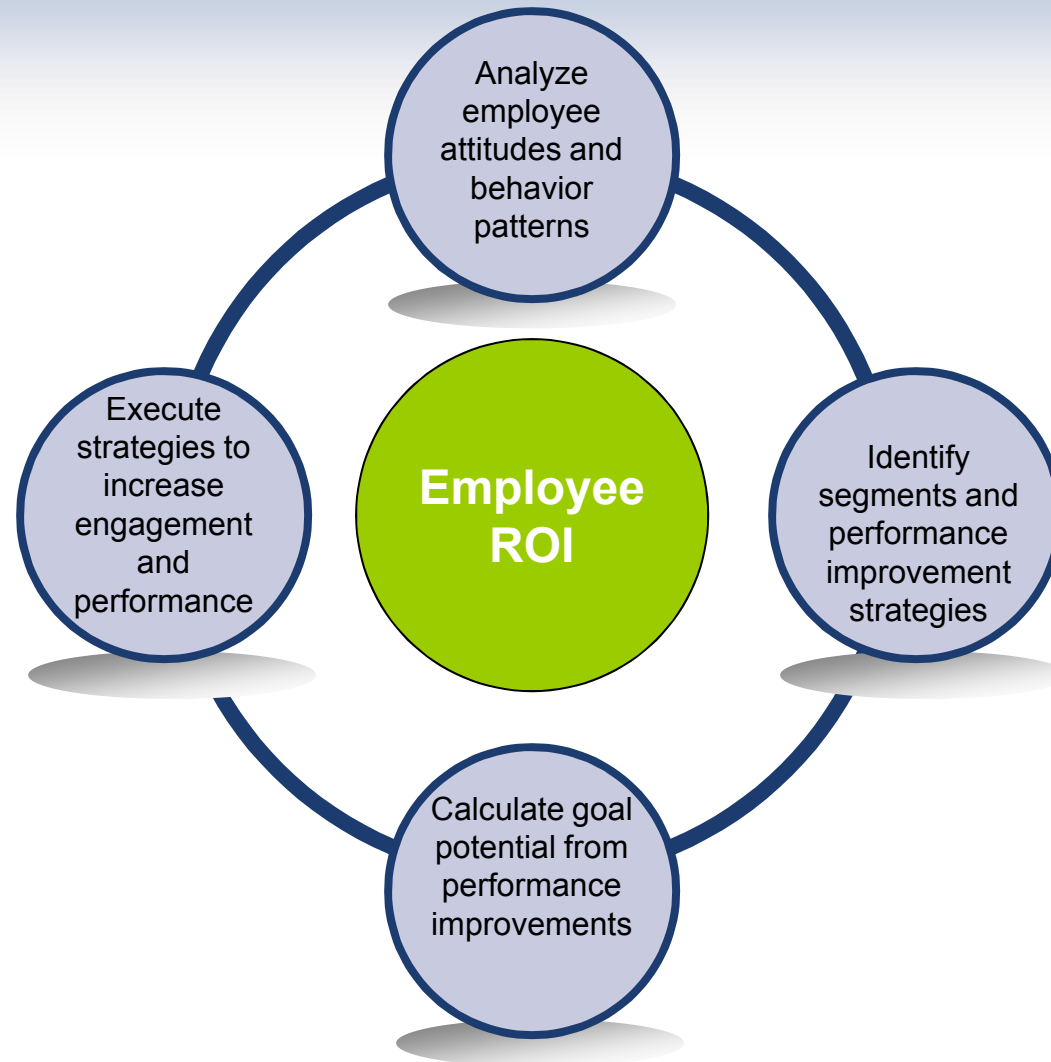 Analyze
employee
attitudes and
behavior
patterns
Identify
segments and
performance
improvement
strategies
Calculate goal
potential from
performance
improvements
Execute
strategies to
increase
engagement
and
performance
Employee
ROI